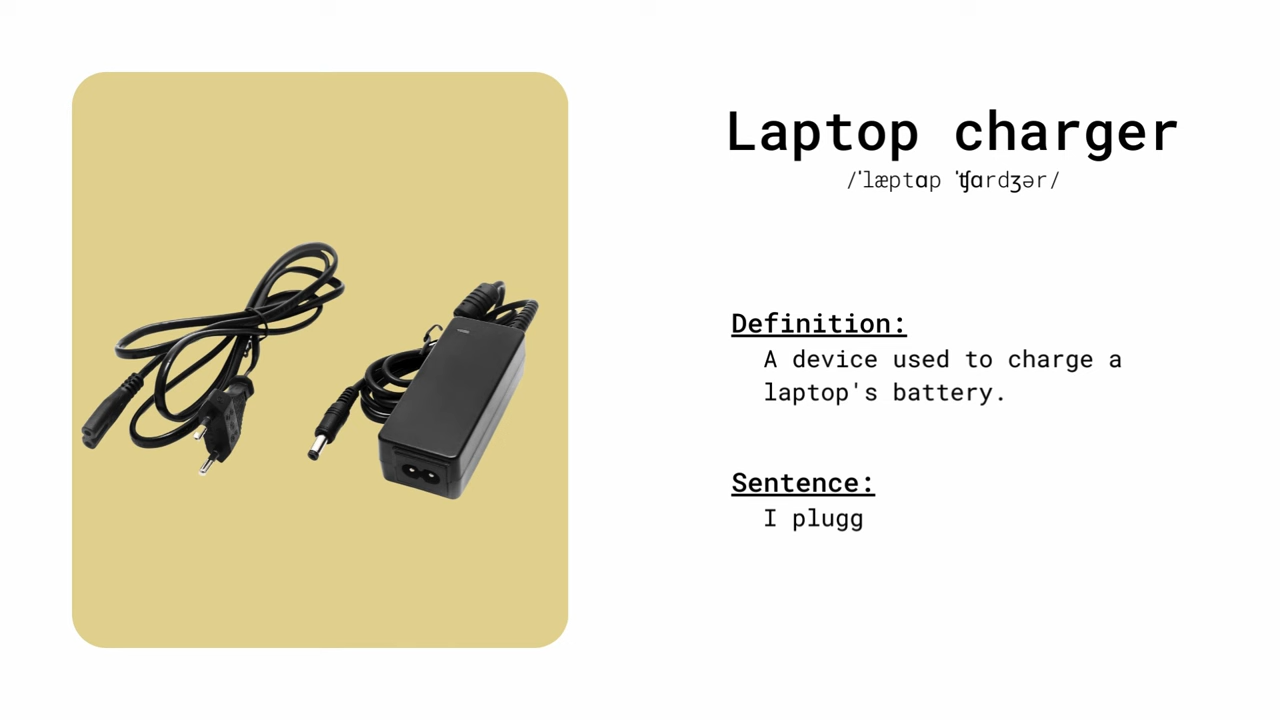 Laptop charger
/ˈlæptɑp ˈʧɑrdʒər/
Definition:
A device used to charge a
laptop's battery.
Sentence:
I plugg